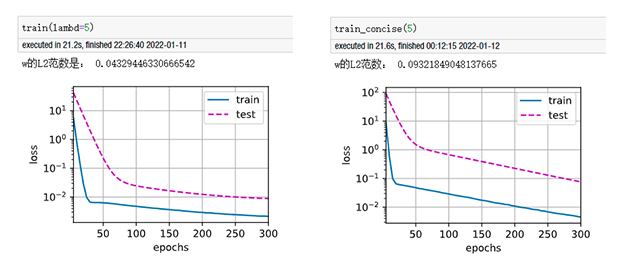 train(lambd=5)
executed in 21.2s, finished 22:26:40 2022-01-11
w的L2范数是： 0.04329446330666542
10¹
10⁰
10⁻¹
10⁻²
loss
train
test
50
100
150
200
250
300
epochs
train_concise(5)
executed in 21.6s, finished 00:12:15 2022-01-12
w的L2范数： 0.09321849048137665
10²
10¹
10⁰
10⁻¹
10⁻²
loss
train
test
50
100
150
200
250
300
epochs